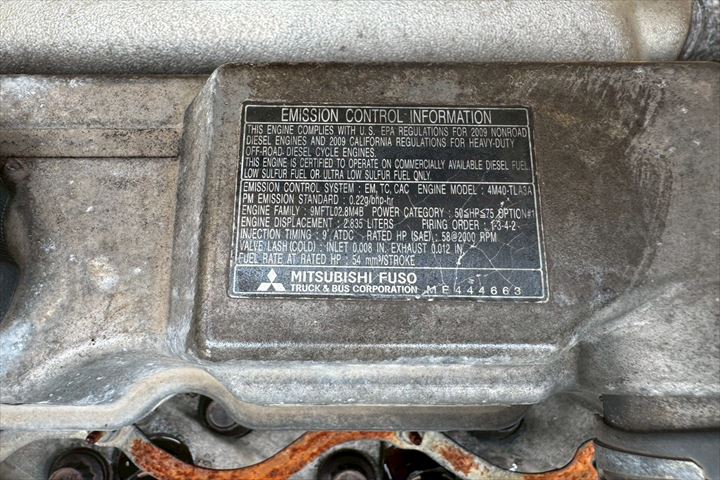 EMISSION CONTROL INFORMATION
THIS ENGINE COMPLIES WITH U.S. EPA REGULATIONS FOR 2009 NONROAD
DIESEL ENGINES AND 2009 CALIFORNIA REGULATIONS FOR HEAVY-DUTY
OFF-ROAD-DIESEL CYCLE ENGINES.
THIS ENGINE IS CERTIFIED TO OPERATE ON COMMERCIALLY AVAILABLE DIESEL FUEL
LOW SULFUR FUEL OR ULTRA LOW SULFUR FUEL ONLY.
EMISSION CONTROL SYSTEM : EM, TC, CAC ENGINE MODEL : 4M40-TLA3A
PM EMISSION STANDARD : 0.22g/bhp-hr
ENGINE FAMILY : 9MFTL02.8M4B POWER CATEGORY : 50≤HP≤75 OPTION#1
ENGINE DISPLACEMENT : 2.835 LITERS FIRING ORDER : 1-3-4-2
INJECTION TIMING : 9° ATDC RATED HP (SAE) : 58@2000 RPM
VALVE LASH (COLD) : INLET 0.008 IN. EXHAUST 0.012 IN.
FUEL RATE AT RATED HP : 54 mm³/STROKE
MITSUBISHI FUSO
TRUCK & BUS CORPORATION ME444663